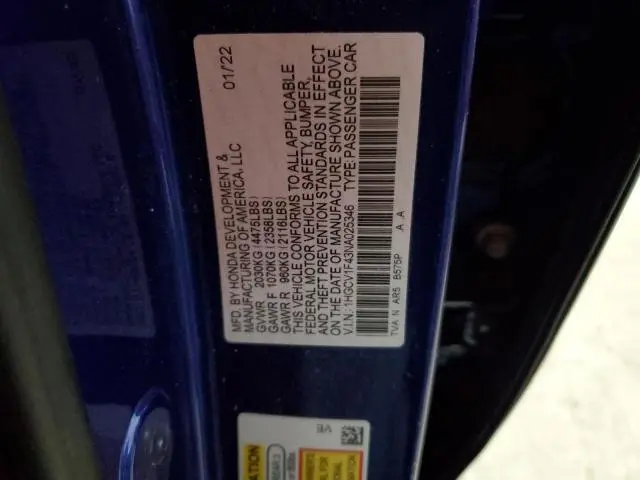 MFD. BY HONDA DEVELOPMENT & 01/'22
MANUFACTURING OF AMERICA, LLC
GVWR 2030KG(4475LBS)
GAWR F 1070KG(2358LBS)
GAWR R 960KG(2116LBS)
THIS VEHICLE CONFORMS TO ALL APPLICABLE
FEDERAL MOTOR VEHICLE SAFETY, BUMPER,
AND THEFT PREVENTION STANDARDS IN EFFECT
ON THE DATE OF MANUFACTURE SHOWN ABOVE.
V.I.N.: 1HGCV1F43NA025346 TYPE: PASSENGER CAR
TVA N AR5 B575P A A